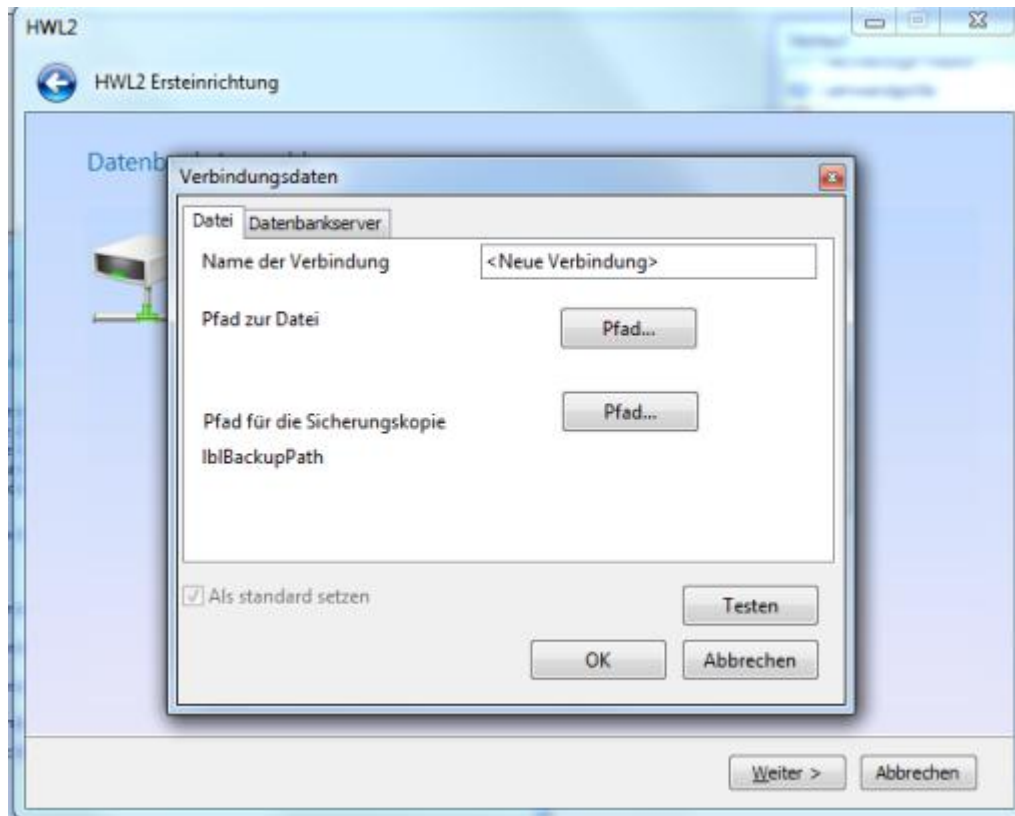 HWL2
HWL2 Ersteinrichtung
Datenb
Verbindungsdaten
Datei Datenbankserver
Name der Verbindung <Neue Verbindung>
Pfad zur Datei Pfad...
Pfad für die Sicherungskopie Pfad...
lblBackupPath
Als standard setzen Testen
OK Abbrechen
Weiter > Abbrechen